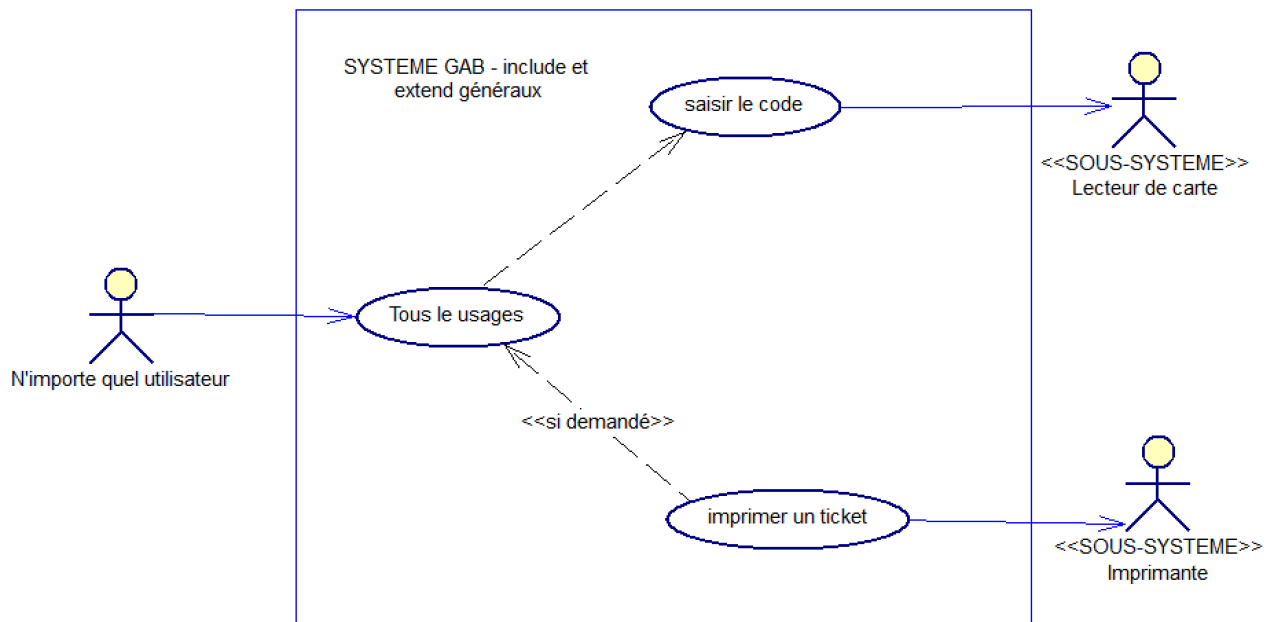 SYSTEME GAB - include et
extend généraux
saisir le code
<<SOUS-SYSTEME>>
Lecteur de carte
Tous le usages
N'importe quel utilisateur
<<si demandé>>
imprimer un ticket
<<SOUS-SYSTEME>>
Imprimante